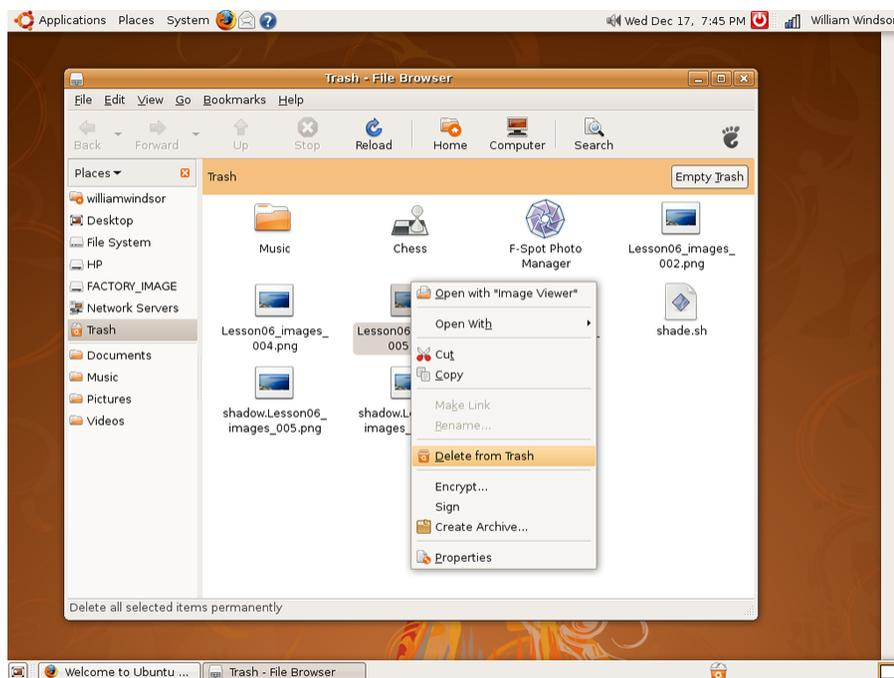 Applications Places System Wed Dec 17, 7:45 PM William Windsor
Trash - File Browser
File Edit View Go Bookmarks Help
Back Forward Up Stop Reload Home Computer Search
Places Trash Empty Trash
williamwindsor
Desktop
File System
HP
FACTORY_IMAGE
Network Servers
Trash
Documents
Music
Pictures
Videos
Music Chess F-Spot Photo
Manager Lesson06_images_
002.png
Lesson06_images_
004.png
Lesson06
005
shade.sh
shadow.Lesson06_
images_005.png
shadow.L
images_
Open with "Image Viewer"
Open With
Cut
Copy
Make Link
Rename...
Delete from Trash
Encrypt...
Sign
Create Archive...
Properties
Delete all selected items permanently
Welcome to Ubuntu ... Trash - File Browser